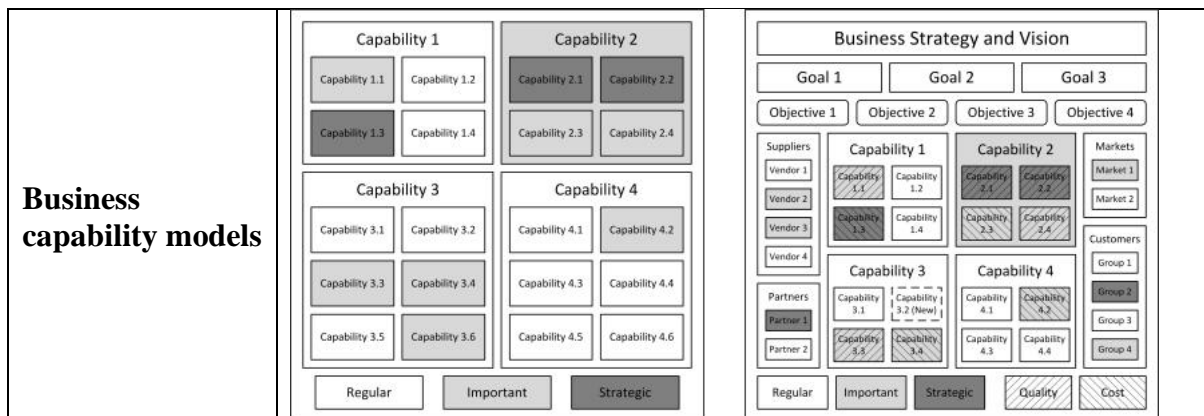 Business
capability models
Capability 1
Capability 1.1
Capability 1.2
Capability 1.3
Capability 1.4
Capability 2
Capability 2.1
Capability 2.2
Capability 2.3
Capability 2.4
Capability 3
Capability 3.1
Capability 3.2
Capability 3.3
Capability 3.4
Capability 3.5
Capability 3.6
Capability 4
Capability 4.1
Capability 4.2
Capability 4.3
Capability 4.4
Capability 4.5
Capability 4.6
Regular
Important
Strategic
Business Strategy and Vision
Goal 1
Goal 2
Goal 3
Objective 1
Objective 2
Objective 3
Objective 4
Suppliers
Vendor 1
Vendor 2
Vendor 3
Vendor 4
Partners
Partner 1
Partner 2
Capability 1
Capability
1.1
Capability
1.2
Capability
1.3
Capability
1.4
Capability 2
Capability
2.1
Capability
2.2
Capability
2.3
Capability
2.4
Capability 3
Capability
3.1
Capability
3.2 (New)
Capability
3.3
Capability
3.4
Capability 4
Capability
4.1
Capability
4.2
Capability
4.3
Capability
4.4
Markets
Market 1
Market 2
Customers
Group 1
Group 2
Group 3
Group 4
Regular
Important
Strategic
Quality
Cost